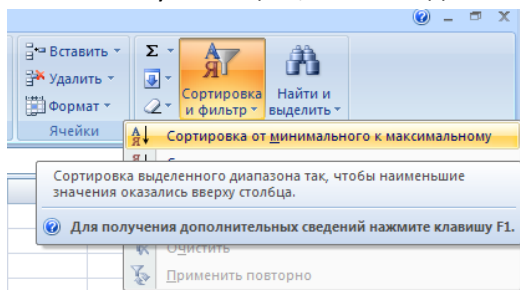 Вставить
Удалить
Формат
Ячейки
Σ
Сортировка
и фильтр
Найти и
выделить
Сортировка от минимального к максимальному
Сортировка выделенного диапазона так, чтобы наименьшие
значения оказались вверху столбца.
Для получения дополнительных сведений нажмите клавишу F1.
Очистить
Применить повторно